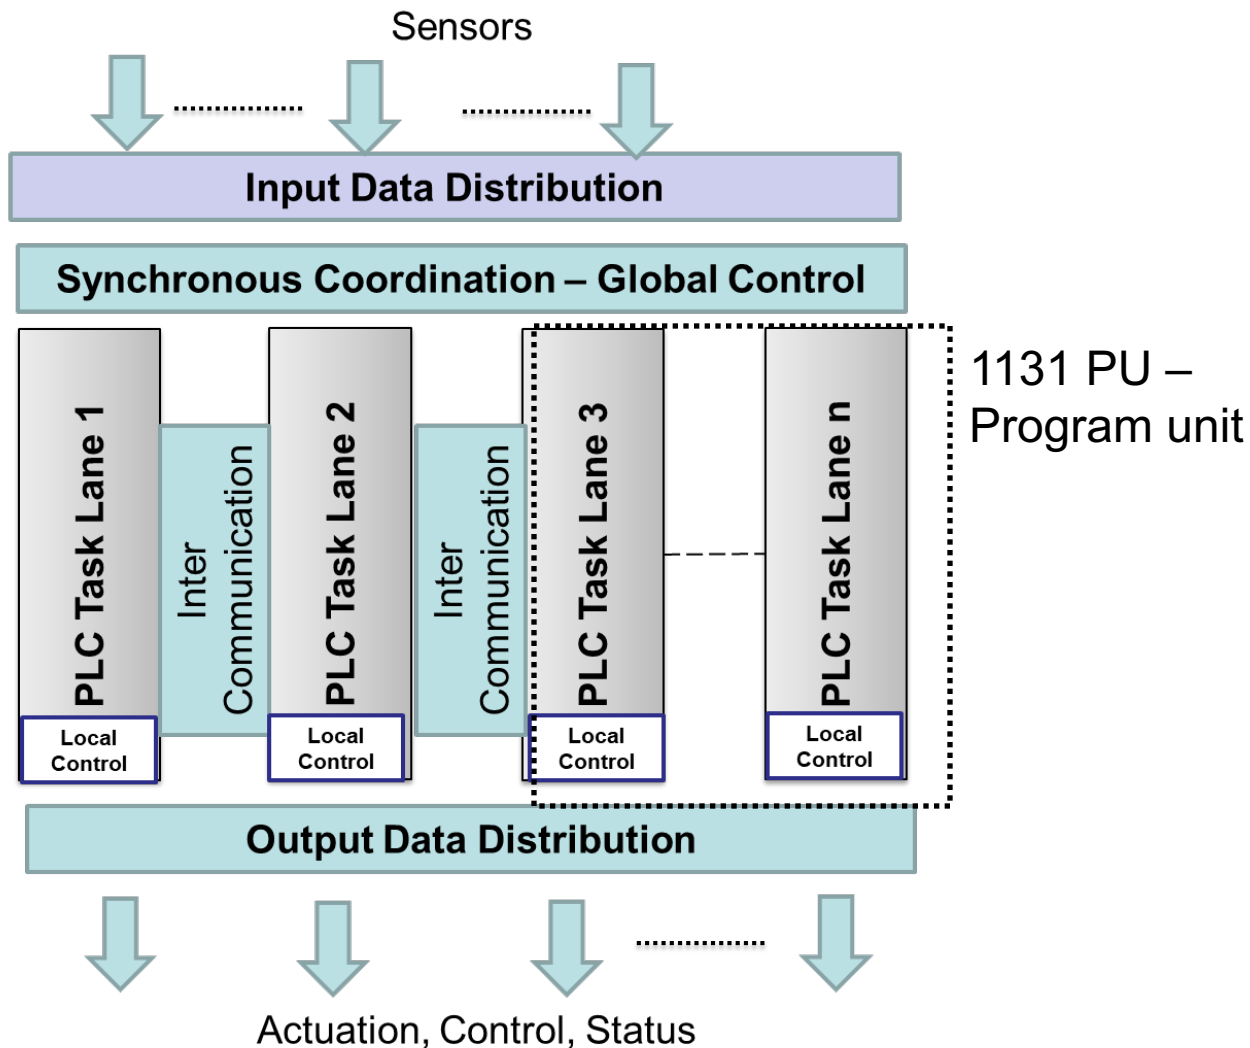 Sensors
Input Data Distribution
Synchronous Coordination – Global Control
PLC Task Lane 1
Inter
Communication
PLC Task Lane 2
Inter
Communication
PLC Task Lane 3
PLC Task Lane n
1131 PU –
Program unit
Local
Control
Local
Control
Local
Control
Local
Control
Output Data Distribution
Actuation, Control, Status